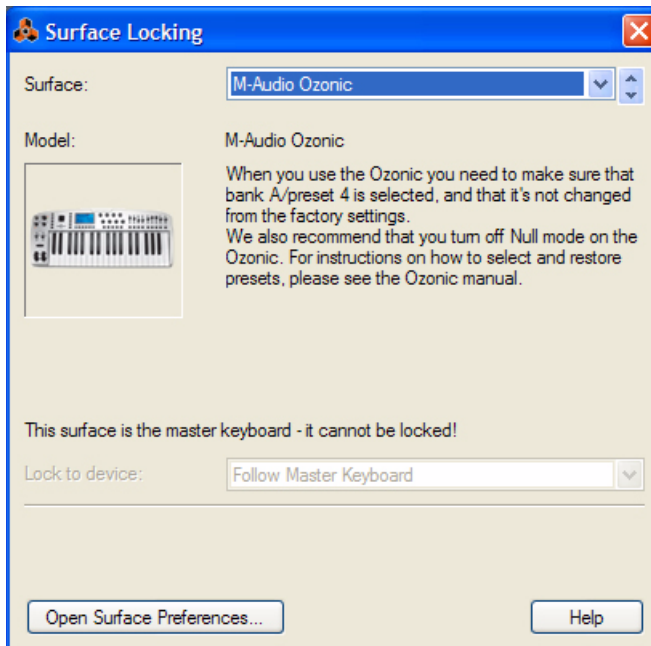 Surface Locking
Surface:
M-Audio Ozonic
Model:
M-Audio Ozonic
When you use the Ozonic you need to make sure that
bank A/preset 4 is selected, and that it's not changed
from the factory settings.
We also recommend that you turn off Null mode on the
Ozonic. For instructions on how to select and restore
presets, please see the Ozonic manual.
This surface is the master keyboard - it cannot be locked!
Lock to device:
Follow Master Keyboard
Open Surface Preferences...
Help